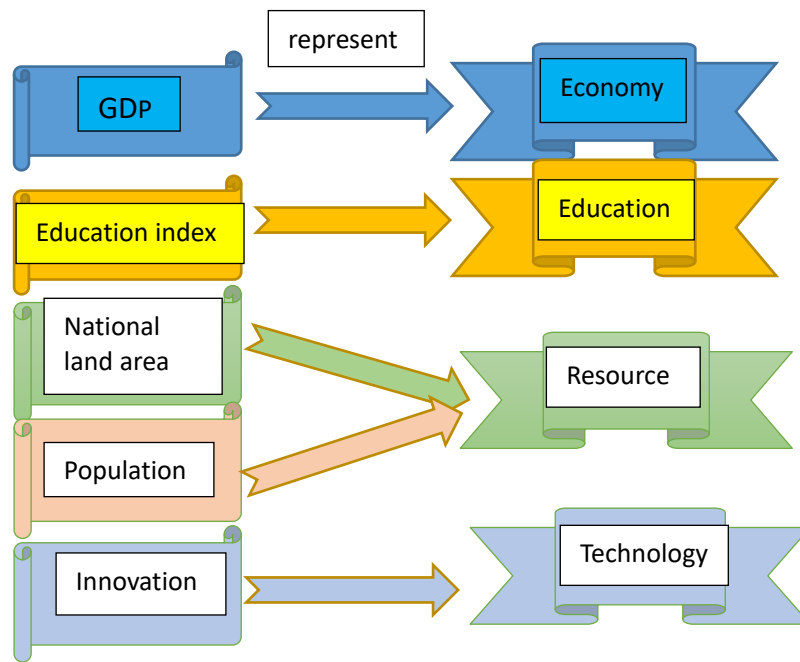 represent
GDP
Economy
Education index
Education
National
land area
Resource
Population
Innovation
Technology